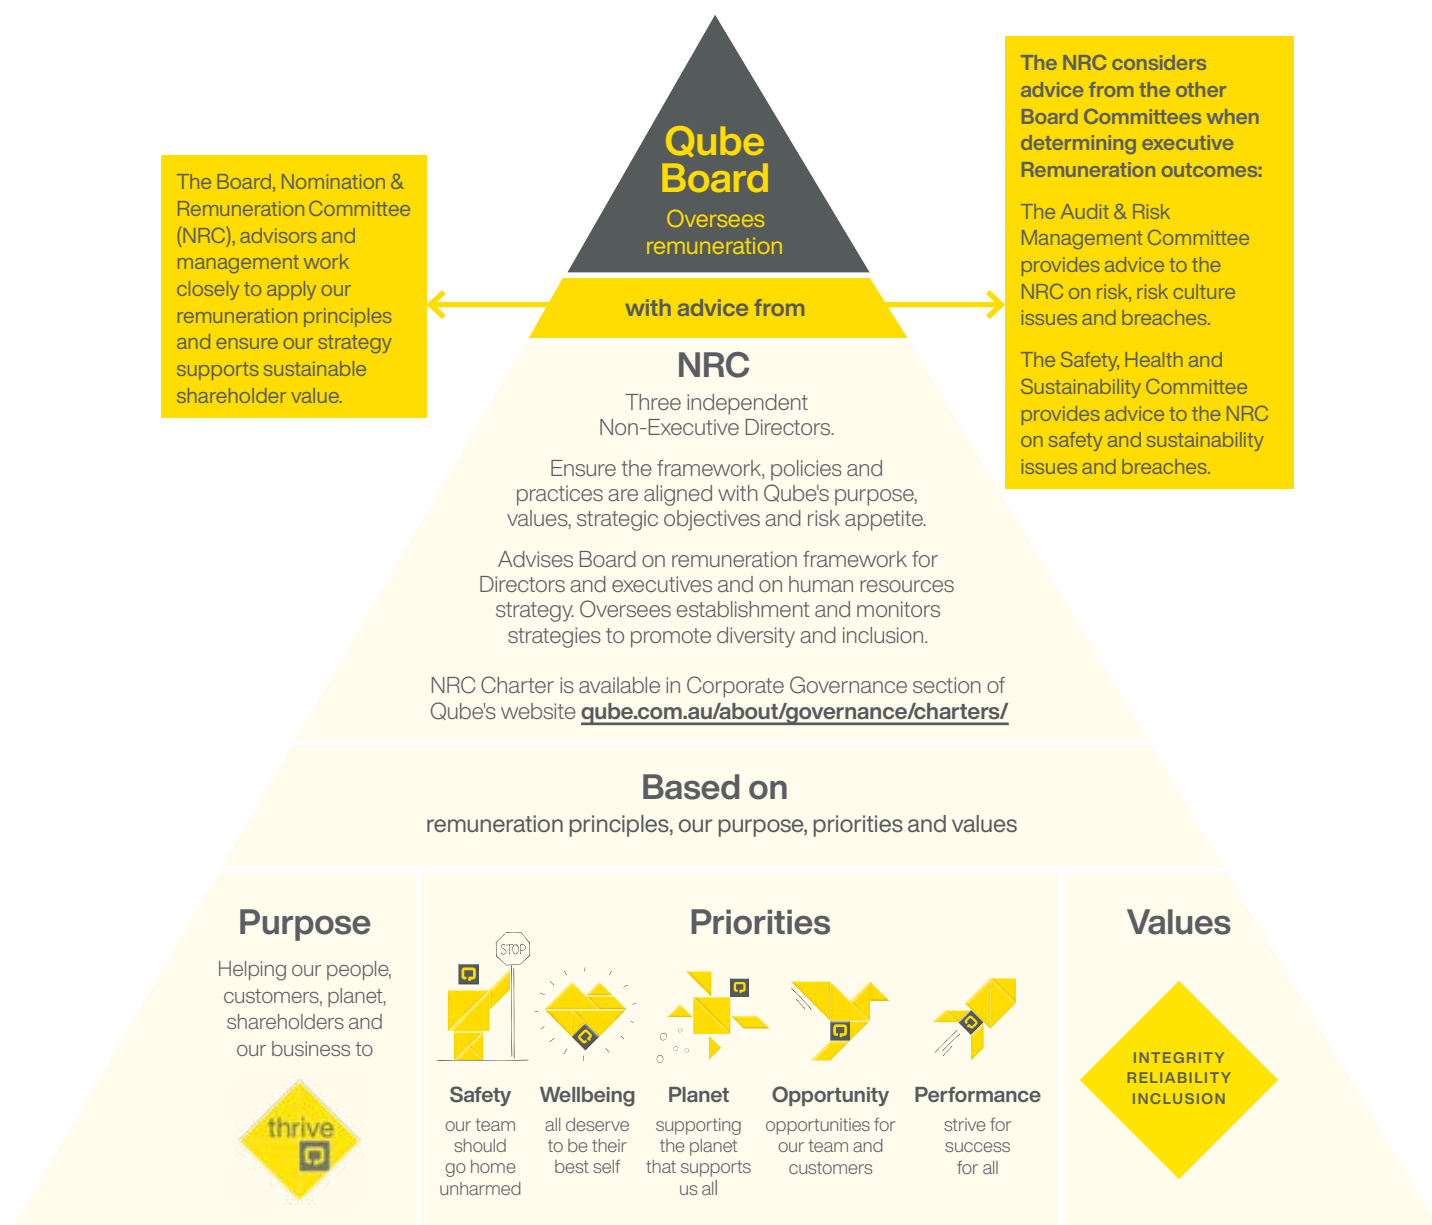 Qube
Board
Oversees
remuneration
with advice from
The Board, Nomination &
Remuneration Committee
(NRC), advisors and
management work
closely to apply our
remuneration principles
and ensure our strategy
supports sustainable
shareholder value.
The NRC considers
advice from the other
Board Committees when
determining executive
Remuneration outcomes:
The Audit & Risk
Management Committee
provides advice to the
NRC on risk, risk culture
issues and breaches.
The Safety, Health and
Sustainability Committee
provides advice to the NRC
on safety and sustainability
issues and breaches.
NRC
Three independent
Non-Executive Directors.
Ensure the framework, policies and
practices are aligned with Qube's purpose,
values, strategic objectives and risk appetite.
Advises Board on remuneration framework for
Directors and executives and on human resources
strategy. Oversees establishment and monitors
strategies to promote diversity and inclusion.
NRC Charter is available in Corporate Governance section of
Qube's website qube.com.au/about/governance/charters/
Based on
remuneration principles, our purpose, priorities and values
Purpose
Helping our people,
customers, planet,
shareholders and
our business to
thrive
Priorities
STOP
Safety
our team
should
go home
unharmed
Wellbeing
all deserve
to be their
best self
Planet
supporting
the planet
that supports
us all
Opportunity
opportunities for
our team and
customers
Performance
strive for
success
for all
Values
INTEGRITY
RELIABILITY
INCLUSION